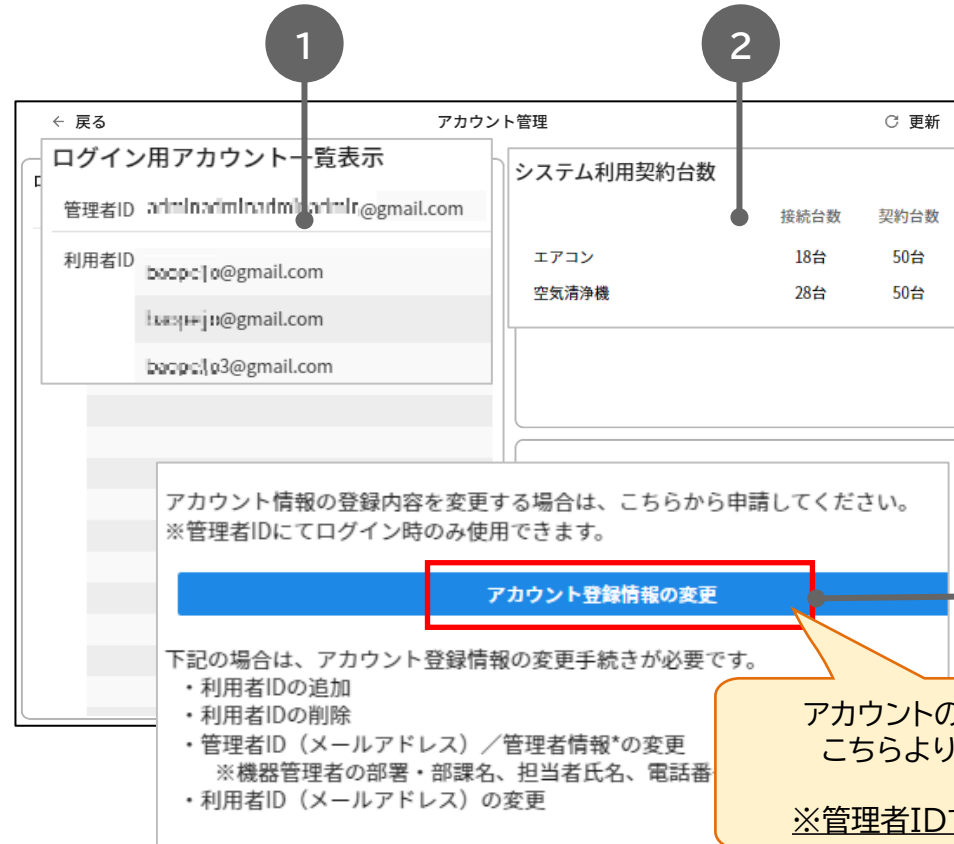 1
2
← 戻る
アカウント管理
更新
ログイン用アカウント一覧表示
管理者ID @gmail.com
利用者ID
@gmail.com
@gmail.com
3@gmail.com
システム利用契約台数
接続台数 契約台数
エアコン 18台 50台
空気清浄機 28台 50台
アカウント情報の登録内容を変更する場合は、こちらから申請してください。
※管理者IDにてログイン時のみ使用できます。
アカウント登録情報の変更
下記の場合は、アカウント登録情報の変更手続きが必要です。
・利用者IDの追加
・利用者IDの削除
・管理者ID（メールアドレス）／管理者情報*の変更
※機器管理者の部署・部課名、担当者氏名、電話番
・利用者ID（メールアドレス）の変更
アカウントの
こちらより
※管理者ID